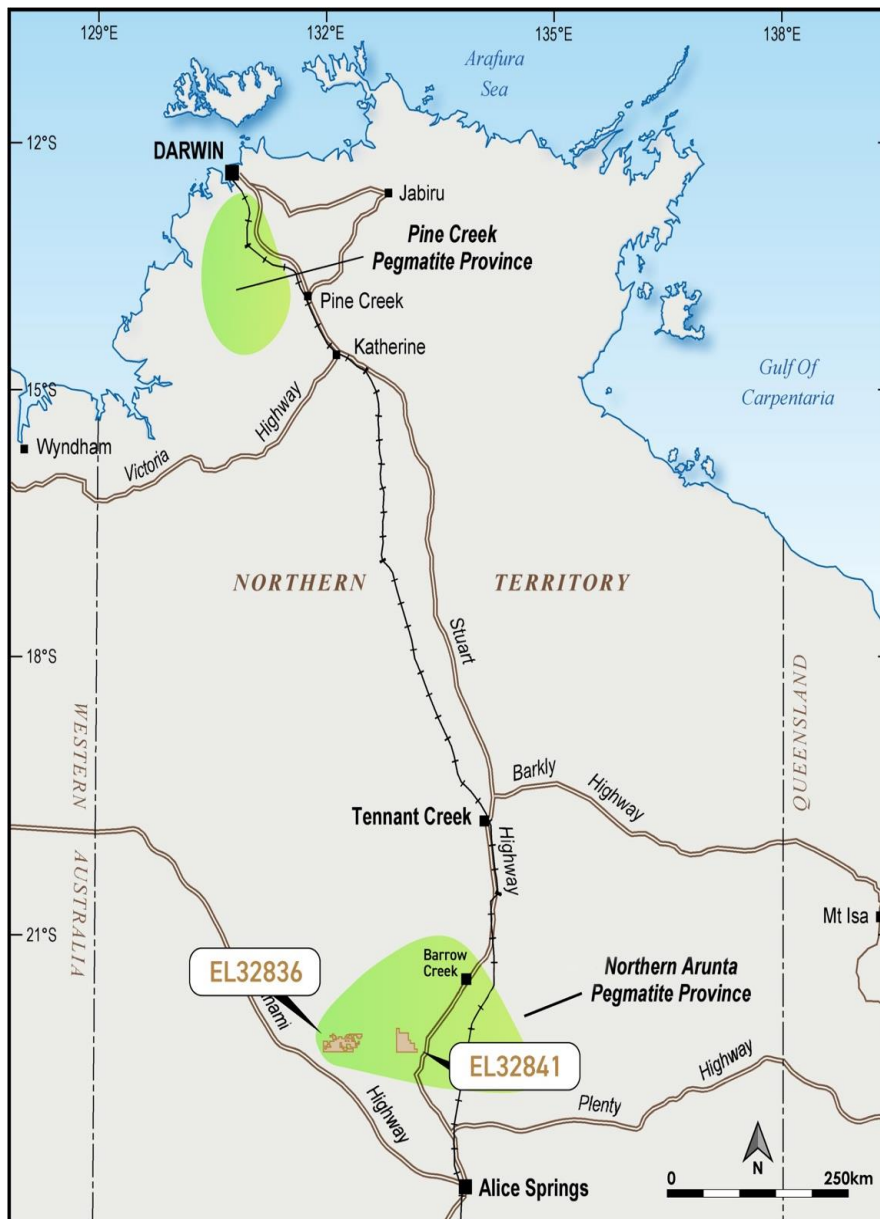 129°E
132°E
135°E
138°E
Arafura
Sea
12°S
DARWIN
Jabiru
Pine Creek
Pegmatite Province
Pine Creek
Katherine
15°S
Gulf Of
Carpentaria
Wyndham
Victoria
Highway
NORTHERN
TERRITORY
Stuart
18°S
WESTERN
AUSTRALIA
QUEENSLAND
Barkly
Highway
Tennant Creek
Highway
Mt Isa
21°S
Barrow
Creek
EL32836
Northern Arunta
Pegmatite Province
EL32841
Highway
Plenty
Highway
N
0
250km
Alice Springs